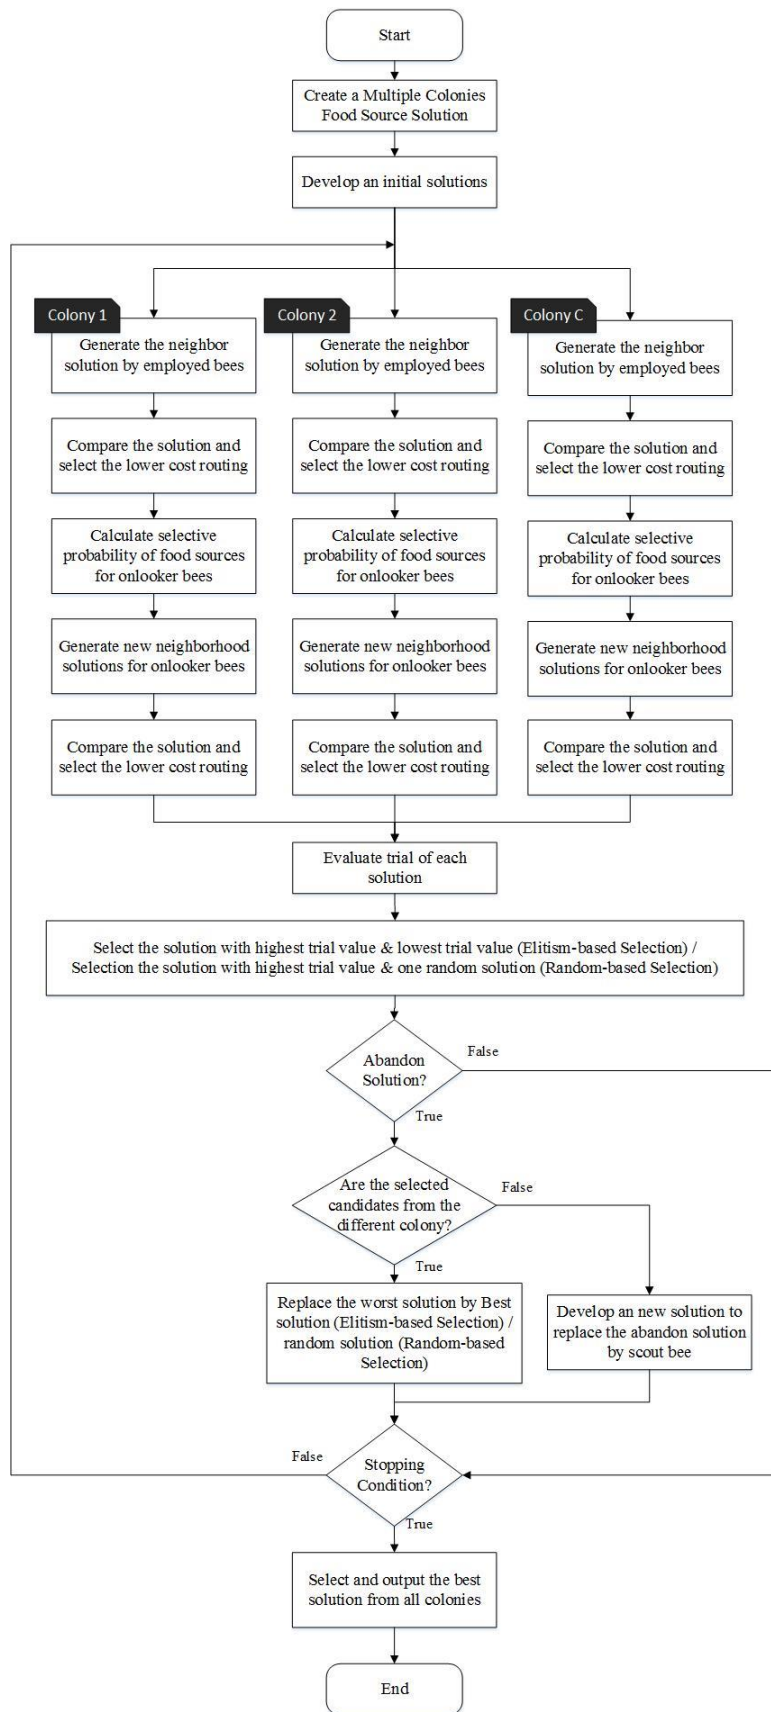 Start
Create a Multiple Colonies
Food Source Solution
Develop an initial solutions
Colony 1
Generate the neighbor
solution by employed bees
Compare the solution and
select the lower cost routing
Calculate selective
probability of food sources
for onlooker bees
Generate new neighborhood
solutions for onlooker bees
Compare the solution and
select the lower cost routing
Colony 2
Generate the neighbor
solution by employed bees
Compare the solution and
select the lower cost routing
Calculate selective
probability of food sources
for onlooker bees
Generate new neighborhood
solutions for onlooker bees
Compare the solution and
select the lower cost routing
Colony C
Generate the neighbor
solution by employed bees
Compare the solution and
select the lower cost routing
Calculate selective
probability of food sources
for onlooker bees
Generate new neighborhood
solutions for onlooker bees
Compare the solution and
select the lower cost routing
Evaluate trial of each
solution
Select the solution with highest trial value & lowest trial value (Elitism-based Selection) /
Selection the solution with highest trial value & one random solution (Random-based Selection)
Abandon
Solution?
False
True
Are the selected
candidates from the
different colony?
False
True
Replace the worst solution by Best
solution (Elitism-based Selection) /
random solution (Random-based
Selection)
Develop an new solution to
replace the abandon solution
by scout bee
Stopping
Condition?
False
True
Select and output the best
solution from all colonies
End